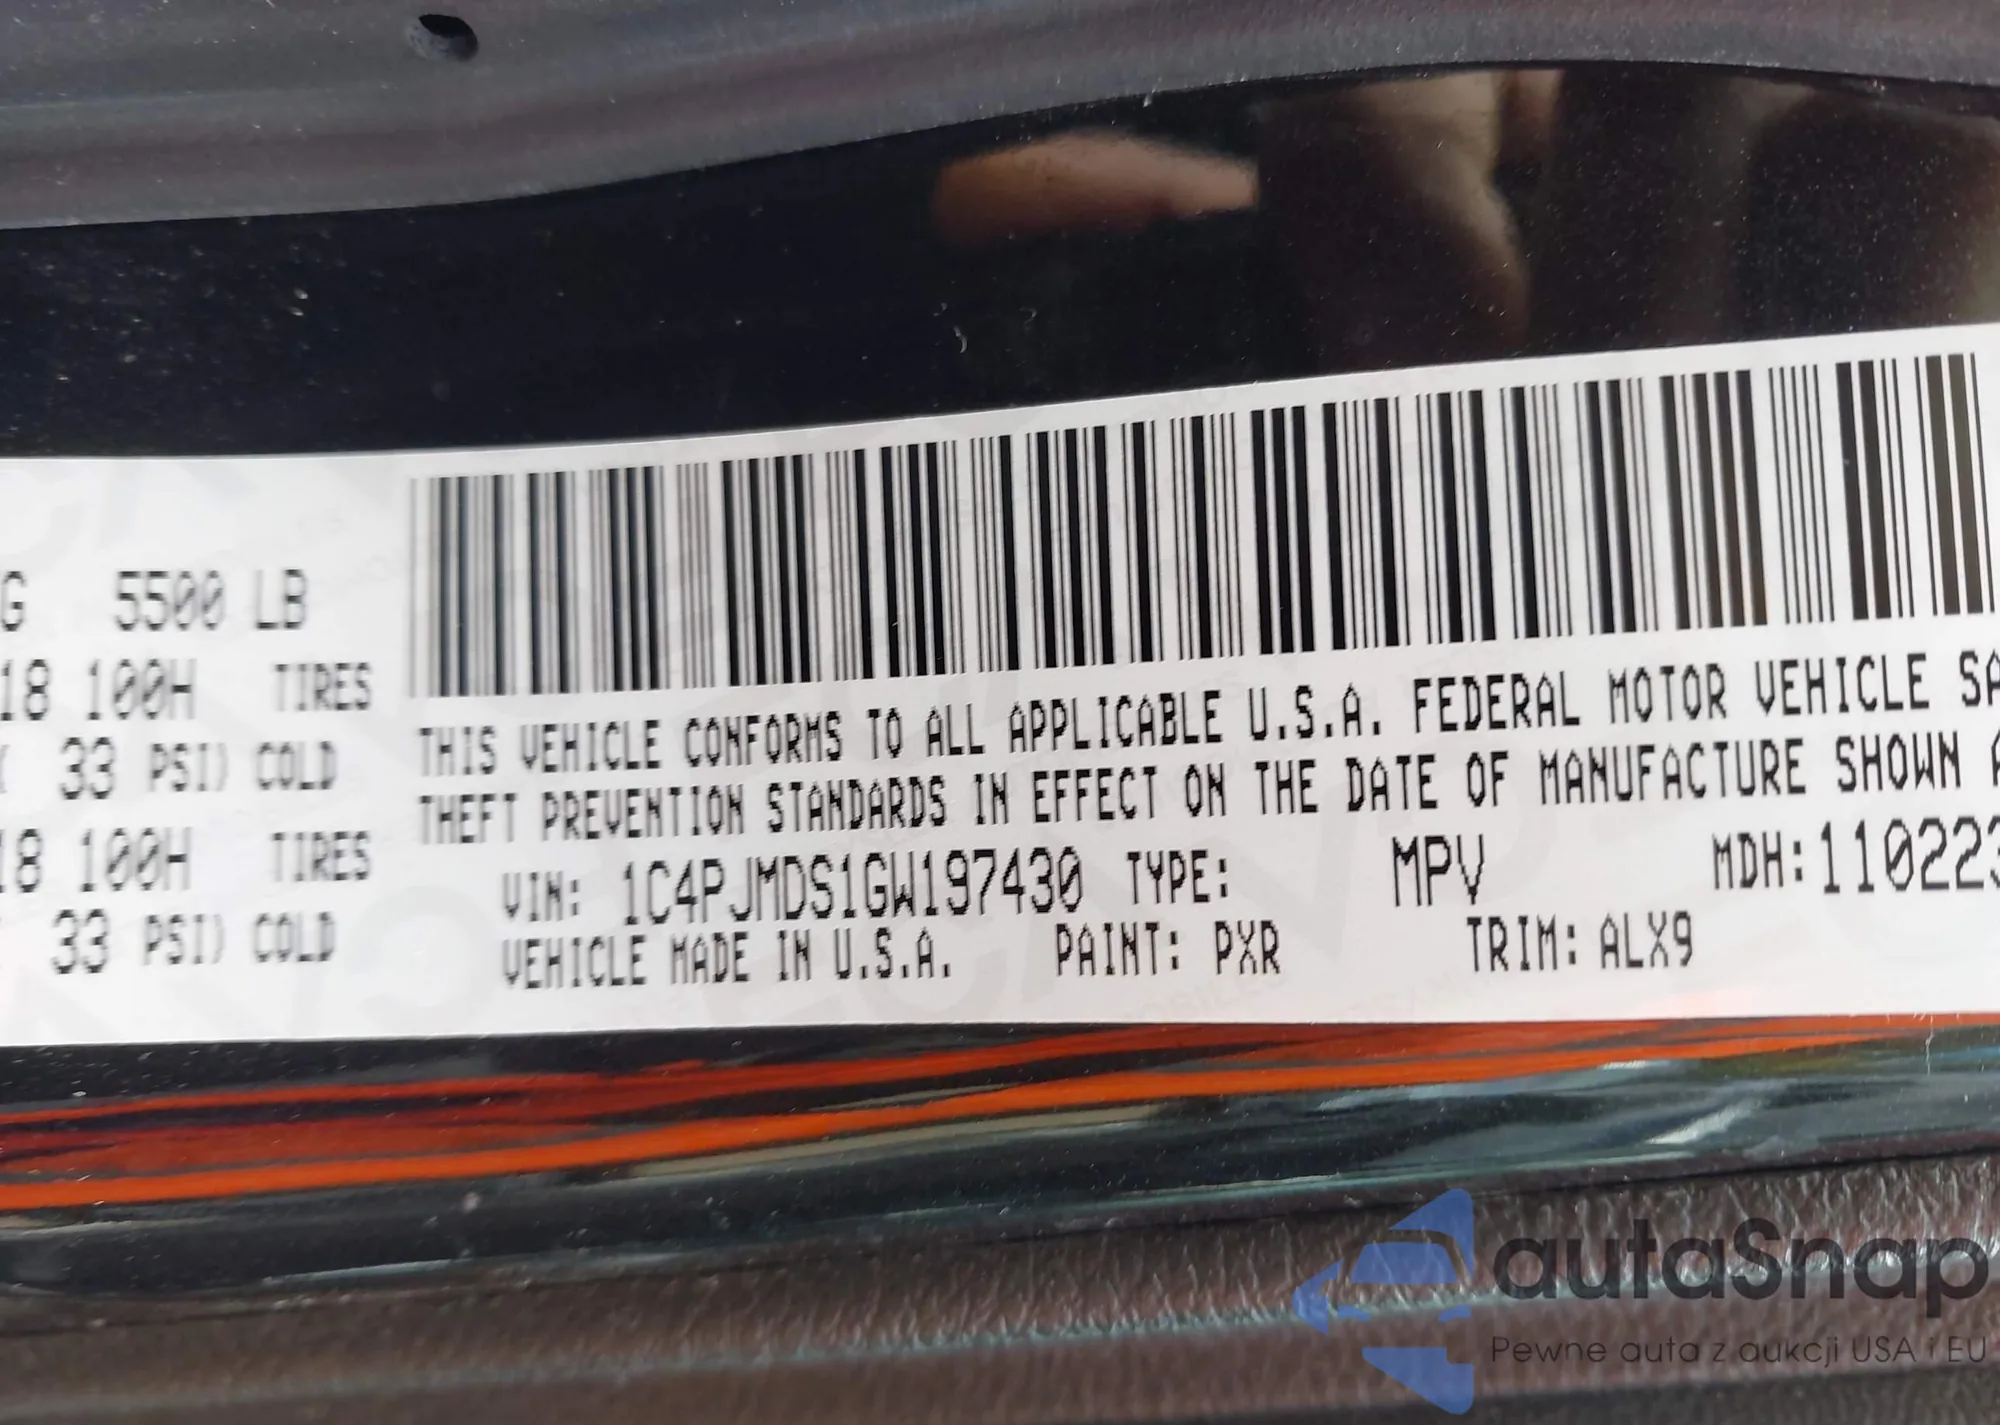 G 5500 LB
18 100H TIRES
33 PSI) COLD
18 100H TIRES
33 PSI) COLD
THIS VEHICLE CONFORMS TO ALL APPLICABLE U.S.A. FEDERAL MOTOR VEHICLE SA
THEFT PREVENTION STANDARDS IN EFFECT ON THE DATE OF MANUFACTURE SHOWN A
VIN: 1C4PJMDS1GW197430 TYPE: MPV MDH:110223
VEHICLE MADE IN U.S.A. PAINT: PXR TRIM: ALX9
autaSnap
Pewne auta z aukcji USA i EU